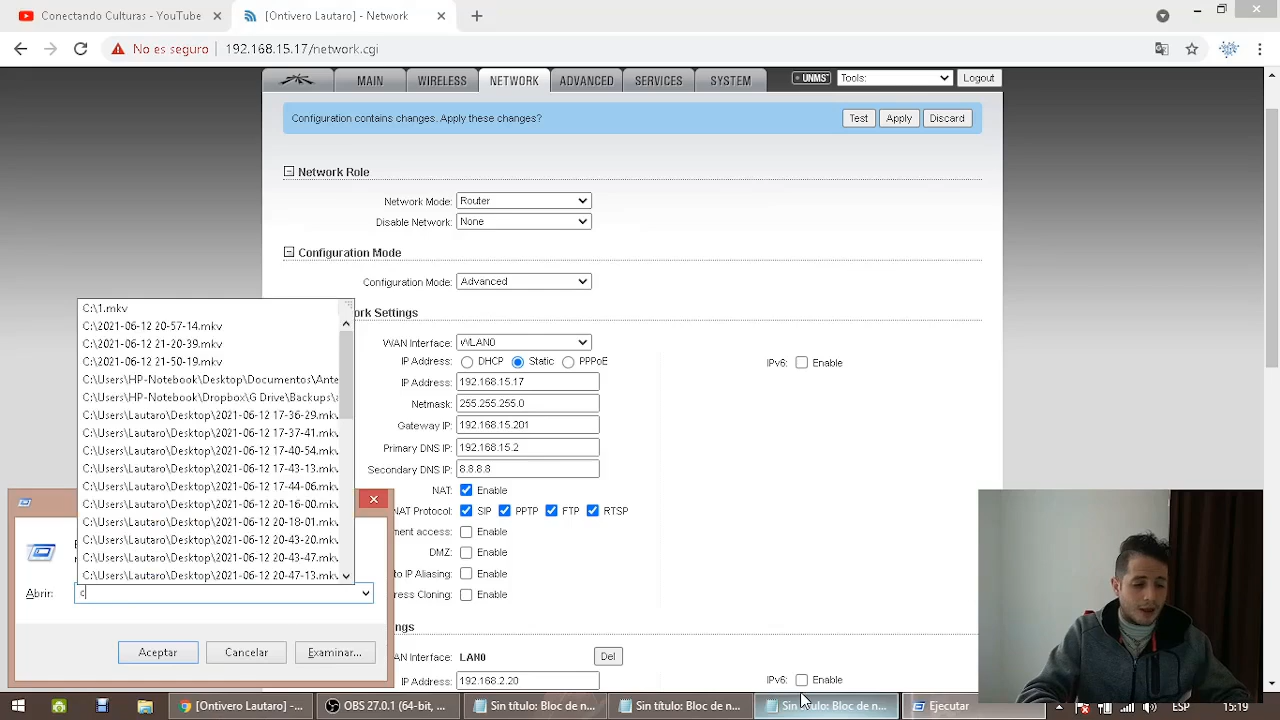 Conectando Culturas - YouTube
[Ontivero Lautaro] - Network
No es seguro
192.168.15.17/network.cgi
MAIN
WIRELESS
NETWORK
ADVANCED
SERVICES
SYSTEM
UNMS
Tools:
Logout
Configuration contains changes. Apply these changes?
Test
Apply
Discard
Network Role
Network Mode: Router
Disable Network: None
Configuration Mode
Configuration Mode: Advanced
ork Settings
WAN Interface: WLAN0
IP Address: DHCP Static PPPoE
IPv6: Enable
IP Address: 192.168.15.17
Netmask: 255.255.255.0
Gateway IP: 192.168.15.201
Primary DNS IP: 192.168.15.2
Secondary DNS IP: 8.8.8.8
NAT: Enable
NAT Protocol: SIP PPTP FTP RTSP
ment access: Enable
DMZ: Enable
to IP Aliasing: Enable
ress Cloning: Enable
ngs
AN Interface: LAN0 Del
IP Address: 192.168.2.20
IPv6: Enable
C:\1.mkv
C:\2021-06-12 20-57-14.mkv
C:\2021-06-12 21-20-39.mkv
C:\2021-06-12 21-50-19.mkv
C:\Users\HP-Notebook\Desktop\Documentos\Ante
C:\Users\HP-Notebook\Dropbox\G Drive\Backups\
C:\Users\Lautaro\Desktop\2021-06-12 17-36-29.mkv
C:\Users\Lautaro\Desktop\2021-06-12 17-37-41.mkv
C:\Users\Lautaro\Desktop\2021-06-12 17-40-54.mkv
C:\Users\Lautaro\Desktop\2021-06-12 17-43-13.mkv
C:\Users\Lautaro\Desktop\2021-06-12 17-44-06.mkv
C:\Users\Lautaro\Desktop\2021-06-12 20-16-00.mkv
C:\Users\Lautaro\Desktop\2021-06-12 20-18-01.mkv
C:\Users\Lautaro\Desktop\2021-06-12 20-43-20.mkv
C:\Users\Lautaro\Desktop\2021-06-12 20-43-47.mkv
C:\Users\Lautaro\Desktop\2021-06-12 20-47-13.mkv
Abrir: c
Aceptar
Cancelar
Examinar...
[Ontivero Lautaro] -...
OBS 27.0.1 (64-bit, ...
Sin título: Bloc de n...
Sin título: Bloc de n...
Sin título: Bloc de n...
Ejecutar
ESP
15:19